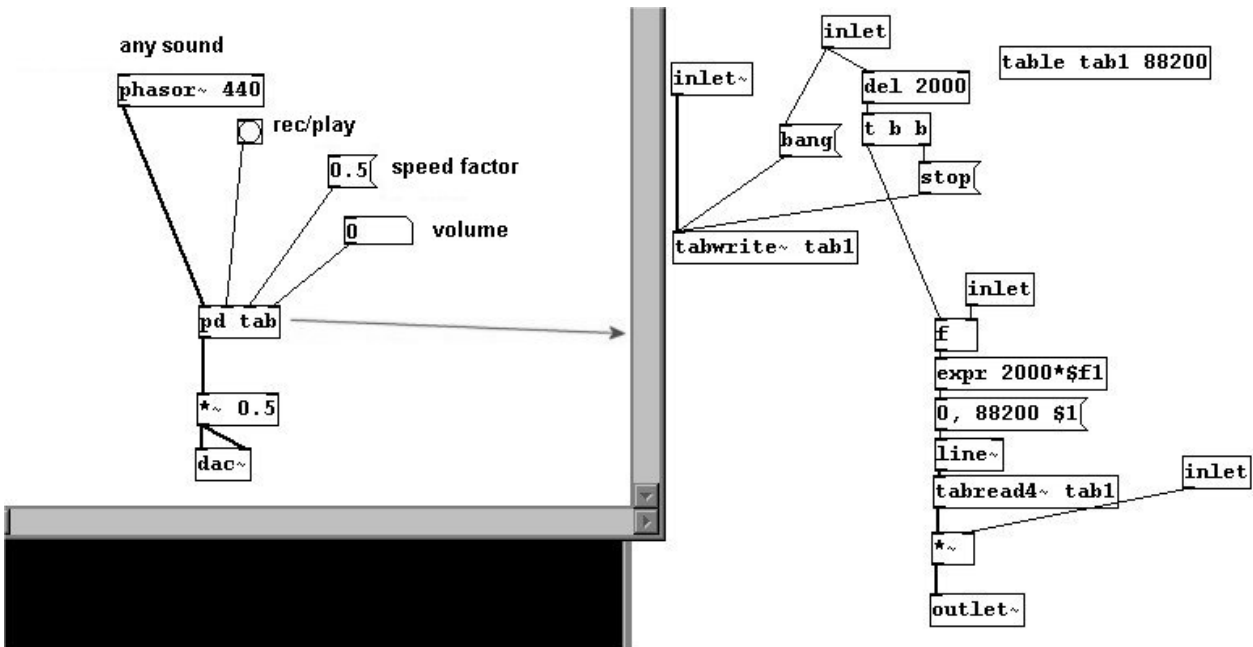 any sound
phasor~ 440
rec/play
0.5
speed factor
0
volume
pd tab
*~ 0.5
dac~
inlet
table tab1 88200
inlet~
del 2000
bang
t b b
stop
tabwrite~ tab1
inlet
f
expr 2000*$f1
0, 88200 $1
line~
inlet
tabread4~ tab1
*~
outlet~